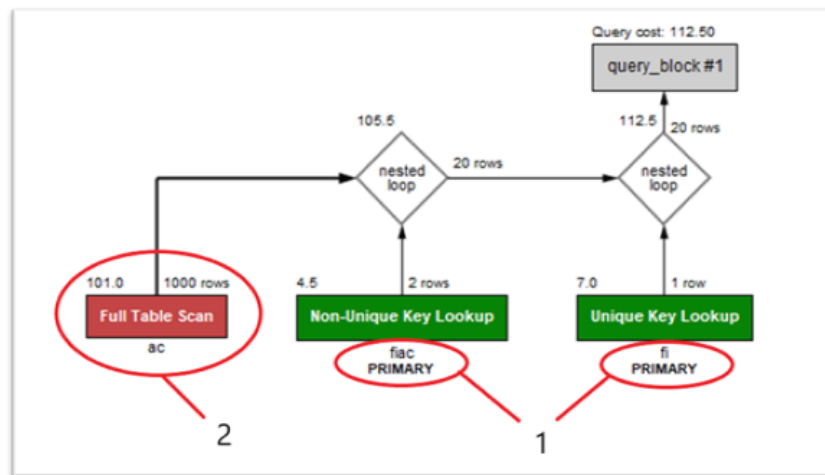 Query cost: 112.50
query_block #1
105.5
112.5
20 rows
nested
loop
20 rows
nested
loop
101.0
1000 rows
4.5
2 rows
7.0
1 row
Full Table Scan
Non-Unique Key Lookup
Unique Key Lookup
ac
fiac
PRIMARY
fi
PRIMARY
2
1